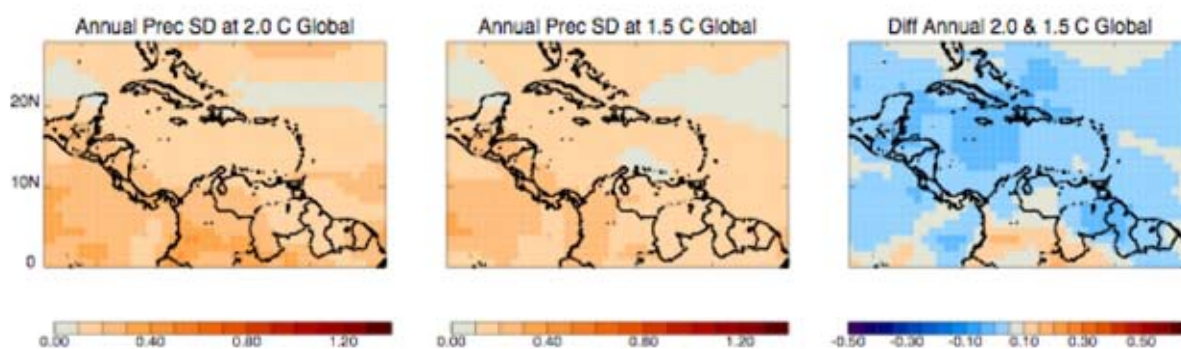 Annual Prec SD at 2.0 C Global
Annual Prec SD at 1.5 C Global
Diff Annual 2.0 & 1.5 C Global
20N
10N
0
0.00 0.40 0.80 1.20
0.00 0.40 0.80 1.20
-0.50 -0.30 -0.10 0.10 0.30 0.50